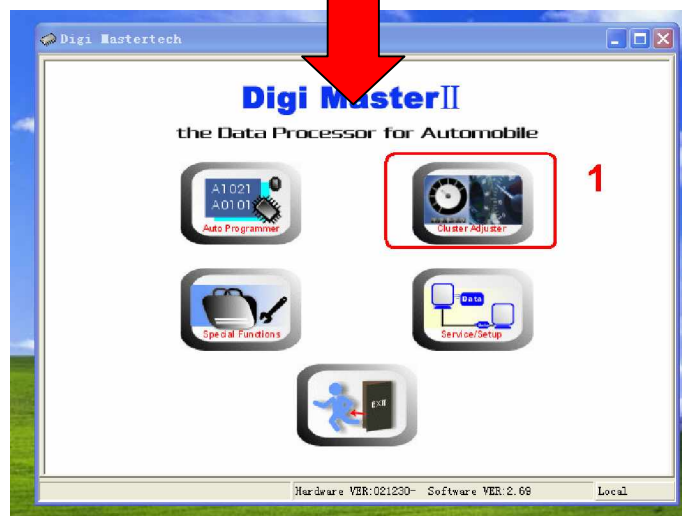 Digi Mastertech
Digi MasterII
the Data Processor for Automobile
A1021
A0101
Auto Programmer
Cluster Adjuster
1
Special Functions
Data
Service/Setup
EXIT
Hardware VER:021230- Software VER:2.69
Local